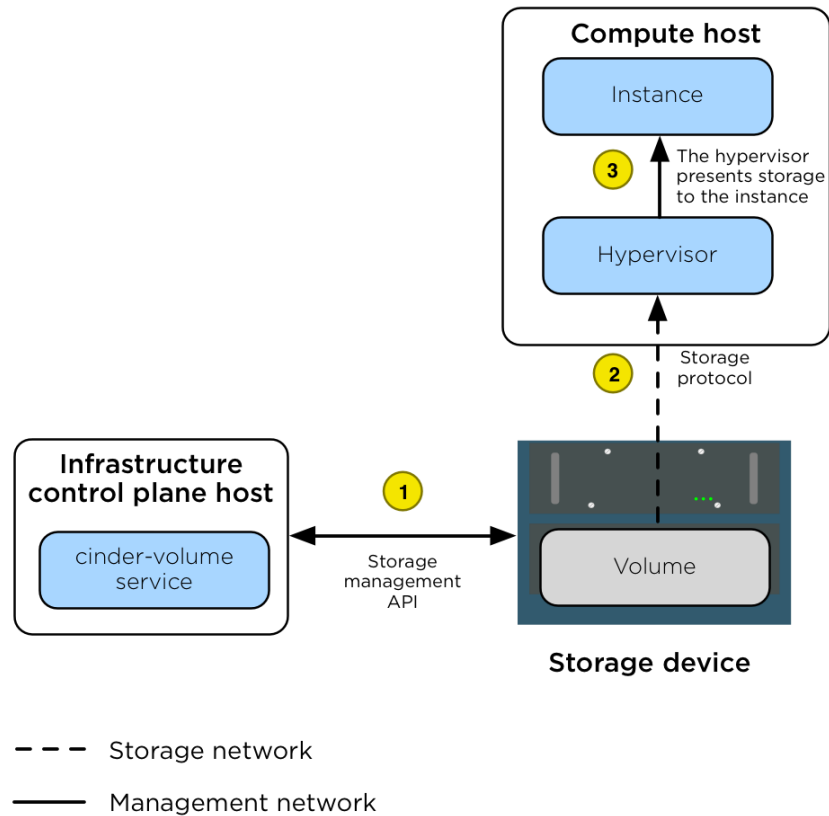 Compute host
Instance
3
The hypervisor
presents storage
to the instance
Hypervisor
2
Storage
protocol
Infrastructure
control plane host
cinder-volume
service
1
Storage
management
API
Volume
Storage device
Storage network
Management network